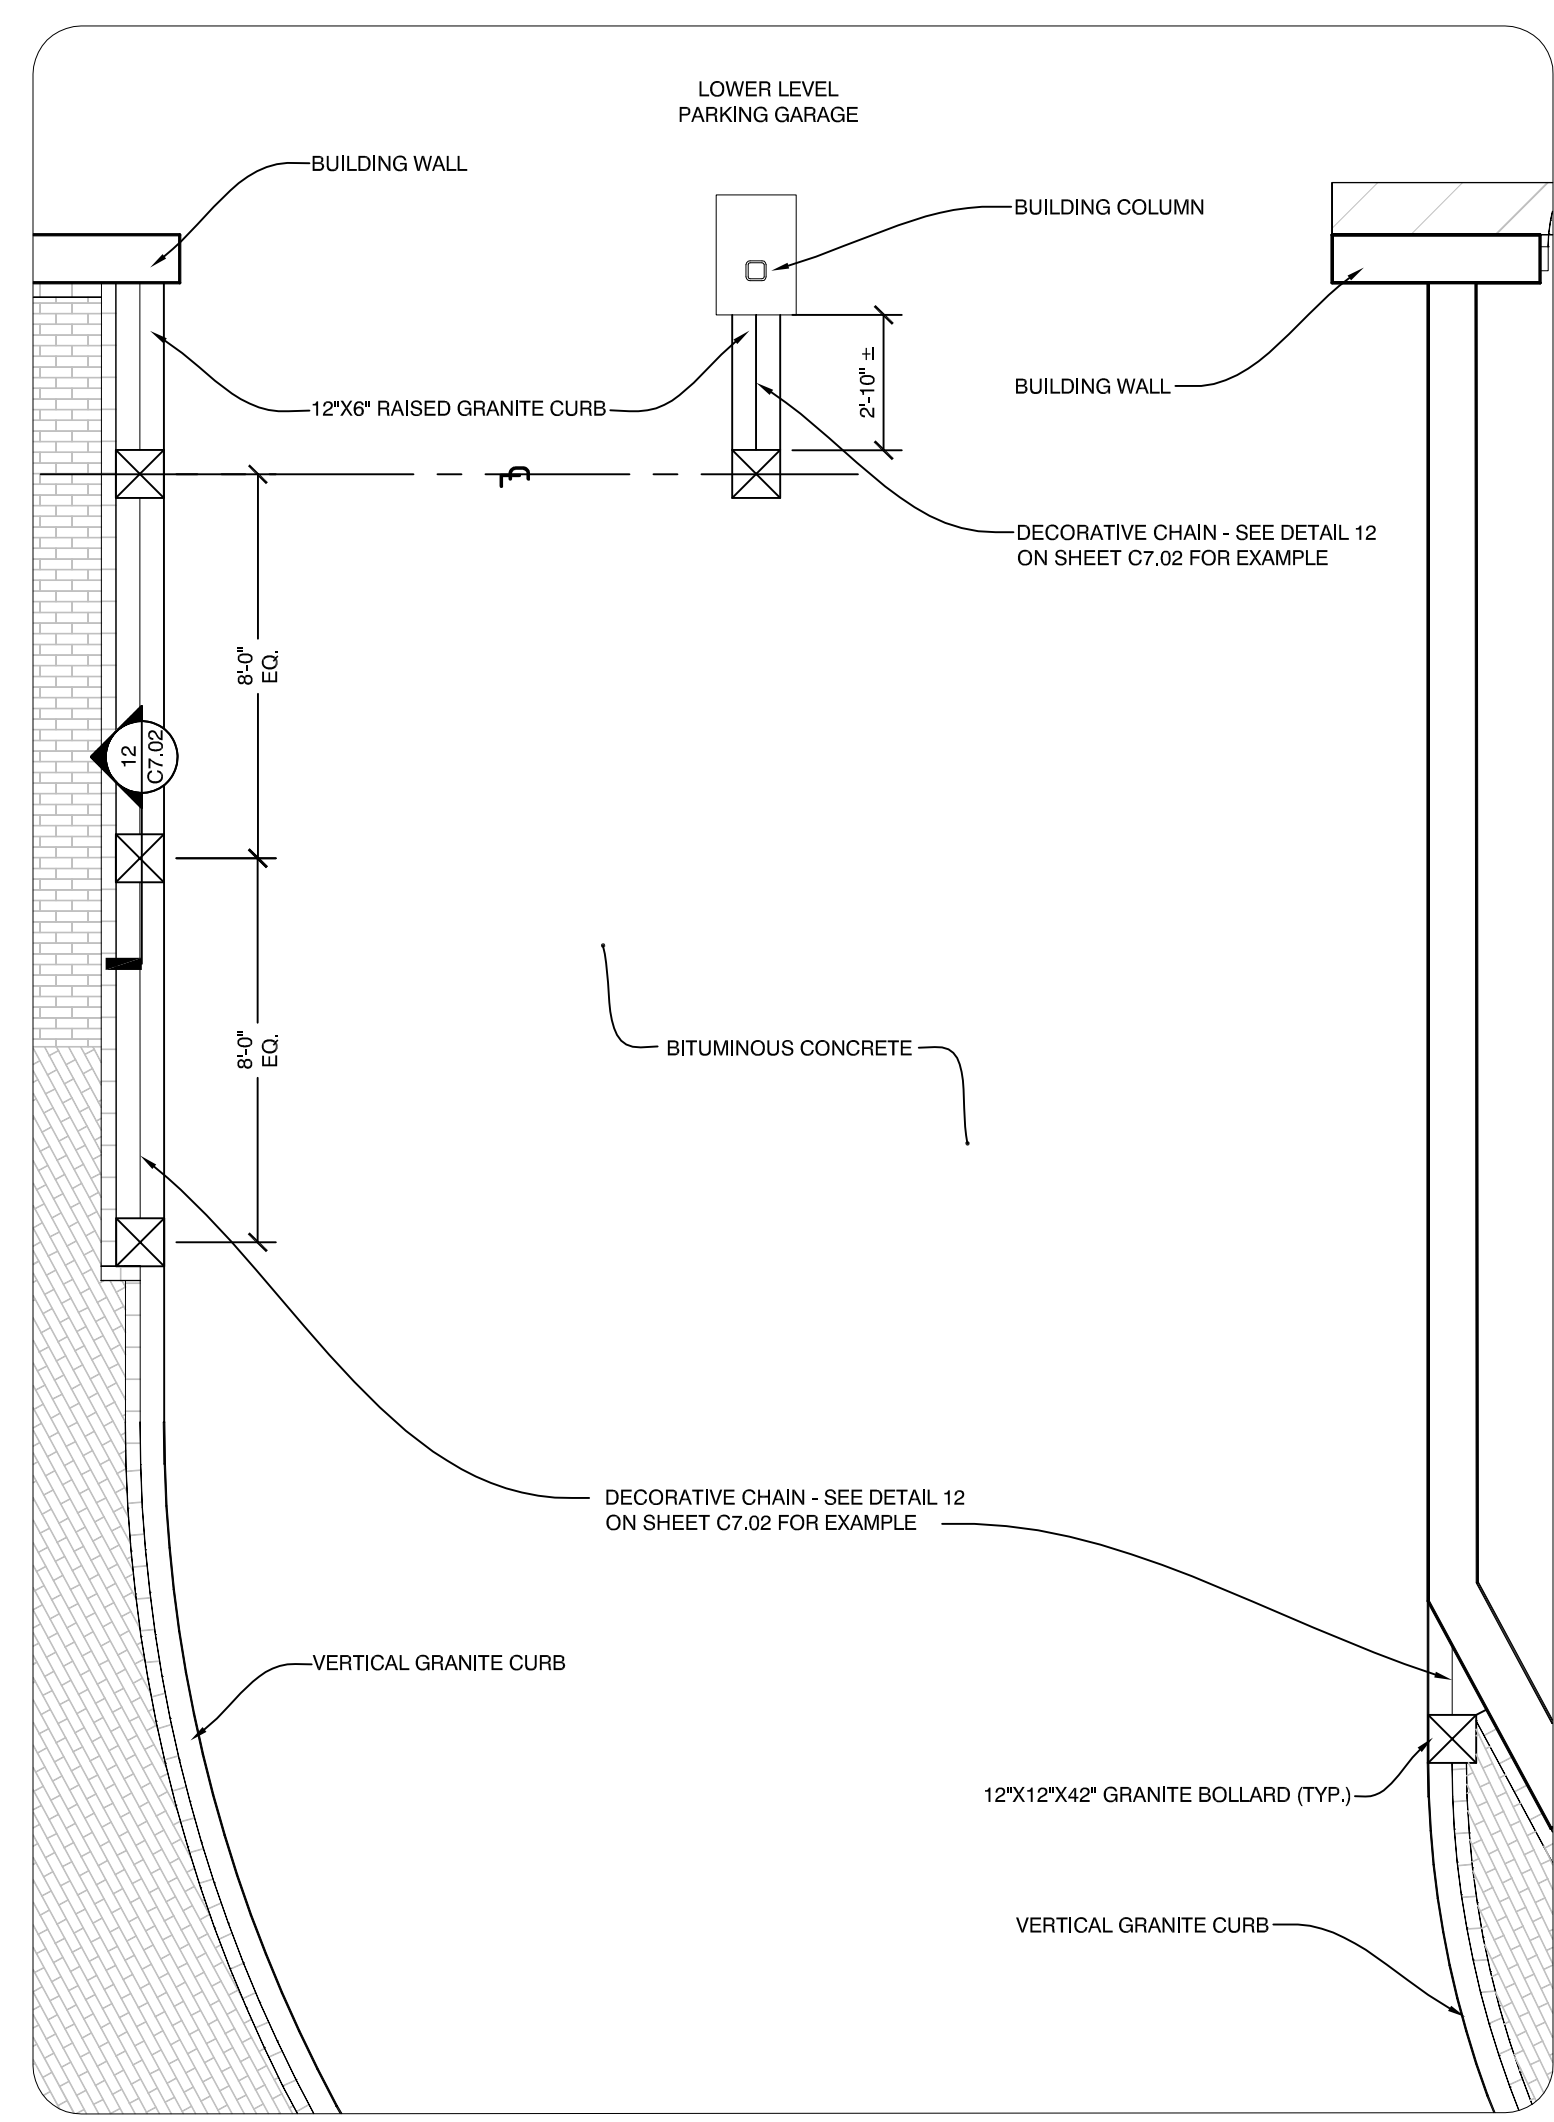 LOWER LEVEL
PARKING GARAGE
BUILDING WALL
BUILDING COLUMN
2'-10" ±
BUILDING WALL
12"X6" RAISED GRANITE CURB
DECORATIVE CHAIN - SEE DETAIL 12
ON SHEET C7.02 FOR EXAMPLE
8'-0"
EQ.
12
C7.02
8'-0"
EQ.
BITUMINOUS CONCRETE
DECORATIVE CHAIN - SEE DETAIL 12
ON SHEET C7.02 FOR EXAMPLE
VERTICAL GRANITE CURB
12"X12"X42" GRANITE BOLLARD (TYP.)
VERTICAL GRANITE CURB